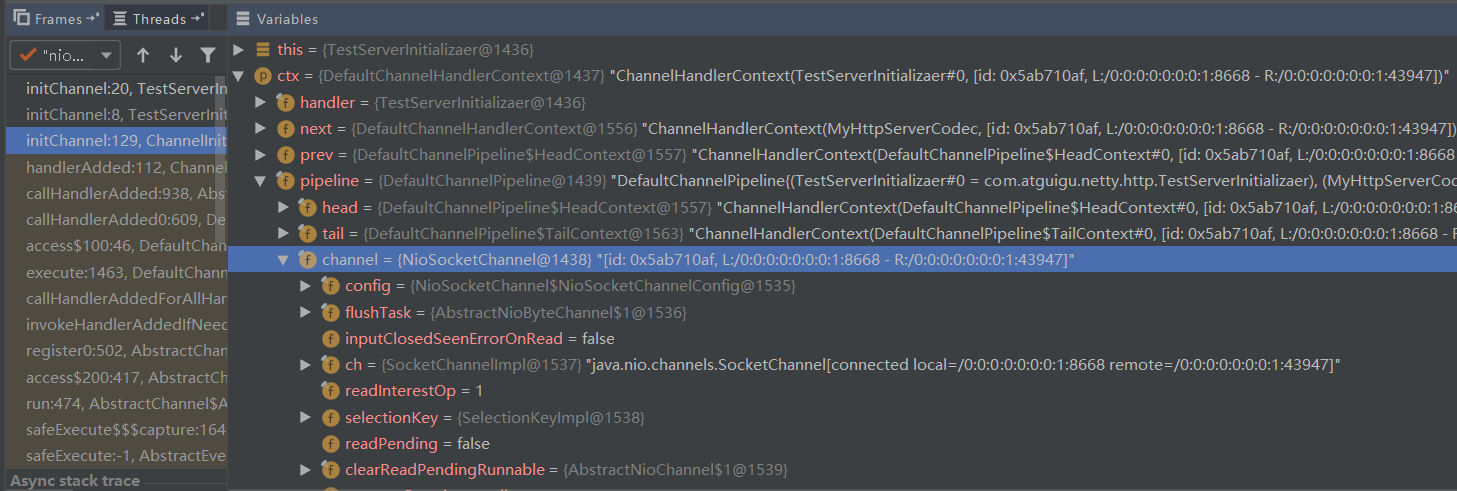 Frames Threads
"nio...
initChannel:20, TestServerIn
initChannel:8, TestServerInit
initChannel:129, ChannelInit
handlerAdded:112, Channel
callHandlerAdded:938, Abs
callHandlerAdded0:609, De
access$100:46, DefaultChan
execute:1463, DefaultChann
callHandlerAddedForAllHar
invokeHandlerAddedIfNeed
register0:502, AbstractChan
access$200:417, AbstractCh
run:474, AbstractChannel$A
safeExecute$$$capture:164
safeExecute:-1, AbstractEve
Async stack trace
Variables
this = {TestServerInitializaer@1436}
ctx = {DefaultChannelHandlerContext@1437} "ChannelHandlerContext(TestServerInitializaer#0, [id: 0x5ab710af, L:/0:0:0:0:0:0:0:1:8668 - R:/0:0:0:0:0:0:0:1:43947])"
handler = {TestServerInitializaer@1436}
next = {DefaultChannelHandlerContext@1556} "ChannelHandlerContext(MyHttpServerCodec, [id: 0x5ab710af, L:/0:0:0:0:0:0:0:1:8668 - R:/0:0:0:0:0:0:0:1:43947])
prev = {DefaultChannelPipeline$HeadContext@1557} "ChannelHandlerContext(DefaultChannelPipeline$HeadContext#0, [id: 0x5ab710af, L:/0:0:0:0:0:0:0:1:8668
pipeline = {DefaultChannelPipeline@1439} "DefaultChannelPipeline{(TestServerInitializaer#0 = com.atguigu.netty.http.TestServerInitializaer), (MyHttpServerCod
head = {DefaultChannelPipeline$HeadContext@1557} "ChannelHandlerContext(DefaultChannelPipeline$HeadContext#0, [id: 0x5ab710af, L:/0:0:0:0:0:0:0:1:86
tail = {DefaultChannelPipeline$TailContext@1563} "ChannelHandlerContext(DefaultChannelPipeline$TailContext#0, [id: 0x5ab710af, L:/0:0:0:0:0:0:0:1:8668 - R
channel = {NioSocketChannel@1438} "[id: 0x5ab710af, L:/0:0:0:0:0:0:0:1:8668 - R:/0:0:0:0:0:0:0:1:43947]"
config = {NioSocketChannel$NioSocketChannelConfig@1535}
flushTask = {AbstractNioByteChannel$1@1536}
inputClosedSeenErrorOnRead = false
ch = {SocketChannelImpl@1537} "java.nio.channels.SocketChannel[connected local=/0:0:0:0:0:0:0:1:8668 remote=/0:0:0:0:0:0:0:1:43947]"
readInterestOp = 1
selectionKey = {SelectionKeyImpl@1538}
readPending = false
clearReadPendingRunnable = {AbstractNioChannel$1@1539}